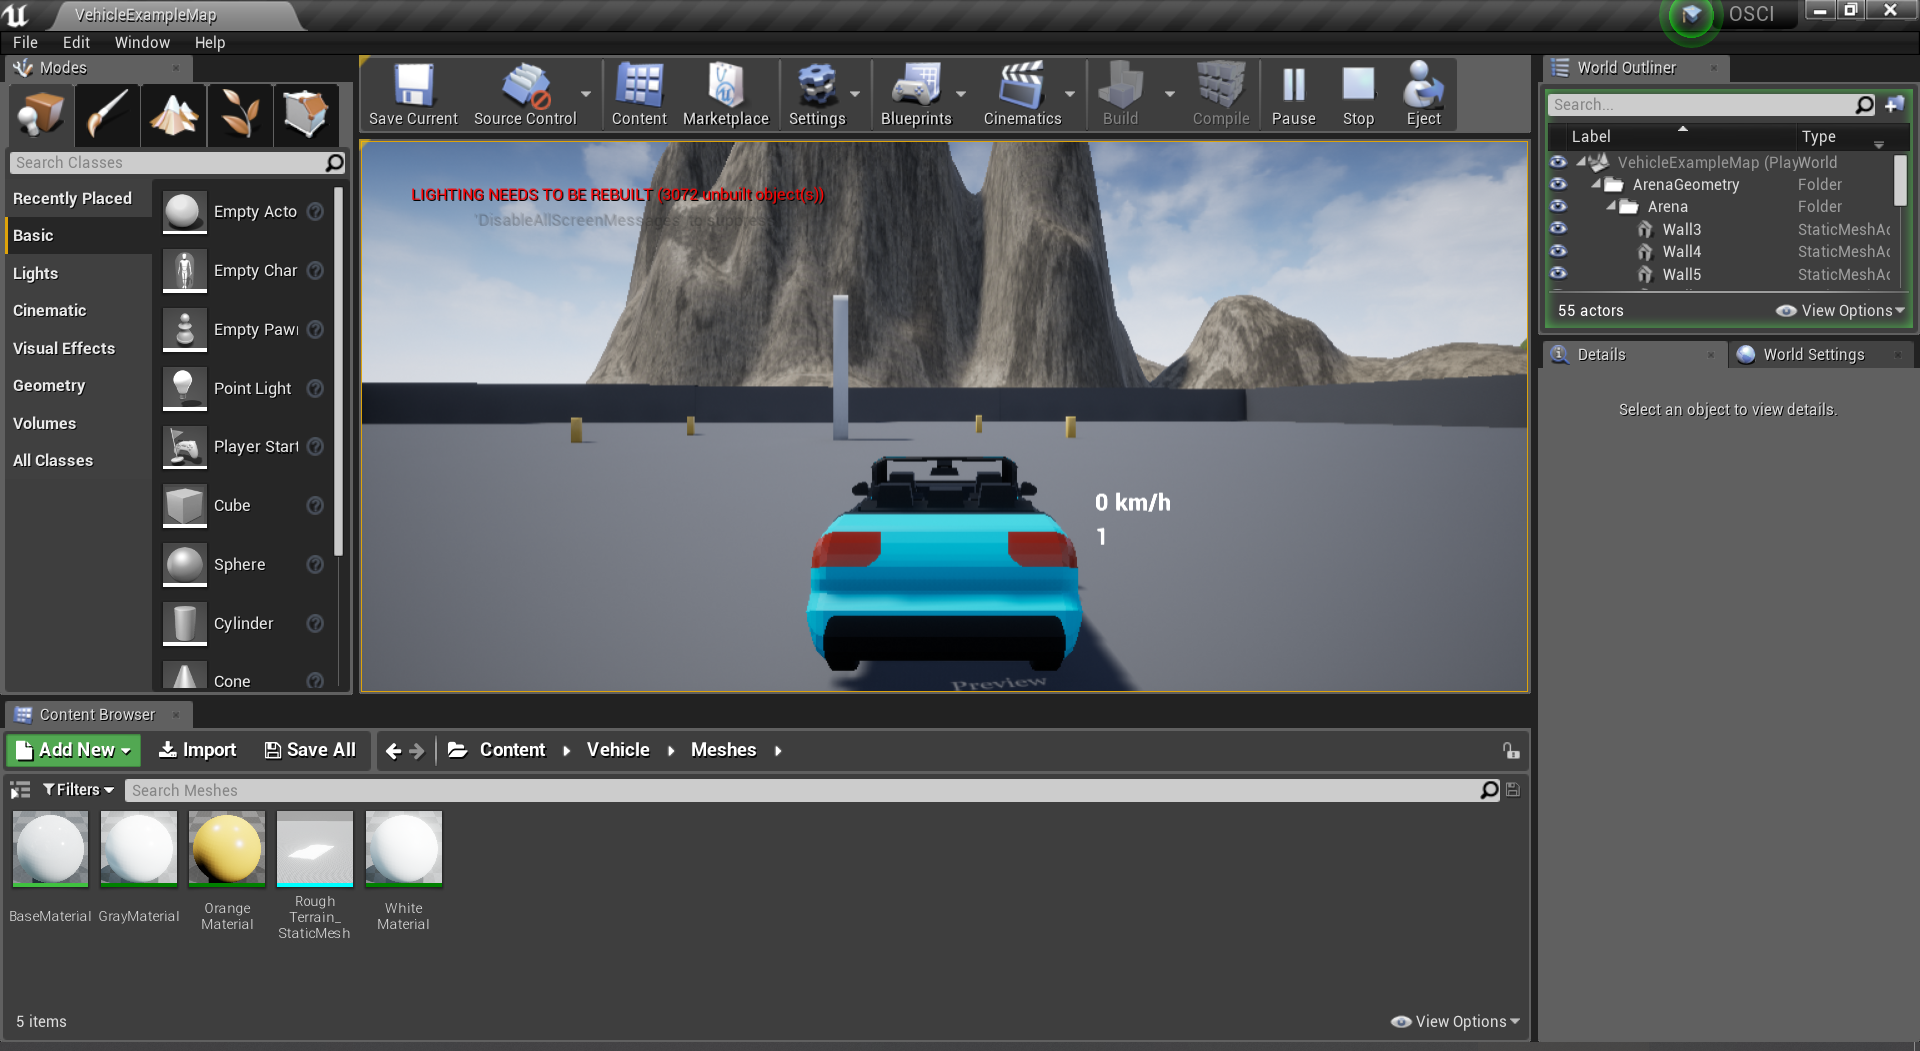 VehicleExampleMap
OSCI
File Edit Window Help
Modes
Search Classes
Recently Placed
Basic
Lights
Cinematic
Visual Effects
Geometry
Volumes
All Classes
Empty Acto
Empty Char
Empty Paw
Point Light
Player Start
Cube
Sphere
Cylinder
Cone
Save Current
Source Control
Content
Marketplace
Settings
Blueprints
Cinematics
Build
Compile
Pause
Stop
Eject
LIGHTING NEEDS TO BE REBUILT (3072 unbuilt object(s))
'DisableAllScreenMessages' to suppress
0 km/h
1
Preview
World Outliner
Search...
Label Type
VehicleExampleMap (Play World
ArenaGeometry Folder
Arena Folder
Wall3 StaticMeshAc
Wall4 StaticMeshAc
Wall5 StaticMeshAc
55 actors
View Options
Details
World Settings
Select an object to view details.
Content Browser
Add New Import Save All Content Vehicle Meshes
Filters
Search Meshes
BaseMaterial
GrayMaterial
Orange
Material
Rough
Terrain_
StaticMesh
White
Material
5 items
View Options